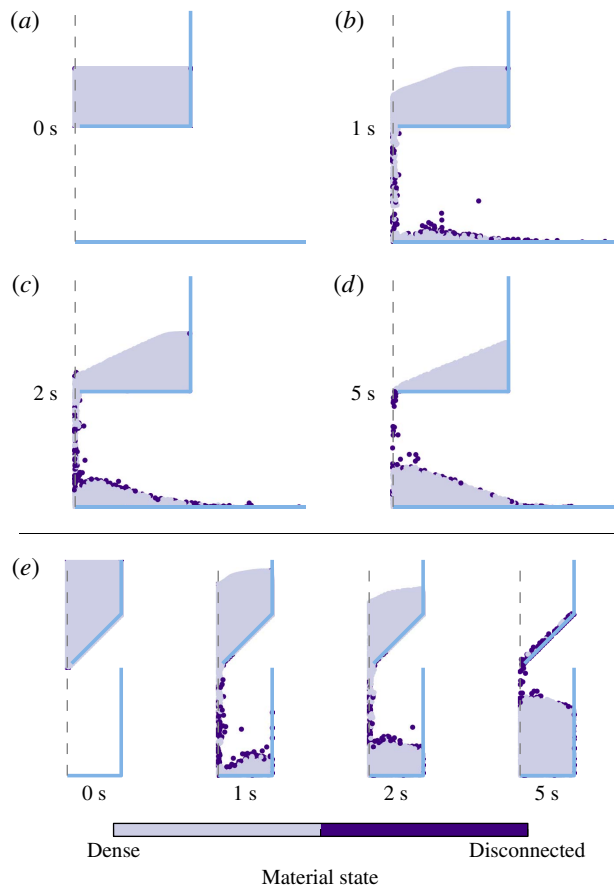 (a)
(b)
0 s
1 s
(c)
(d)
2 s
5 s
(e)
0 s
1 s
2 s
5 s
Dense
Disconnected
Material state